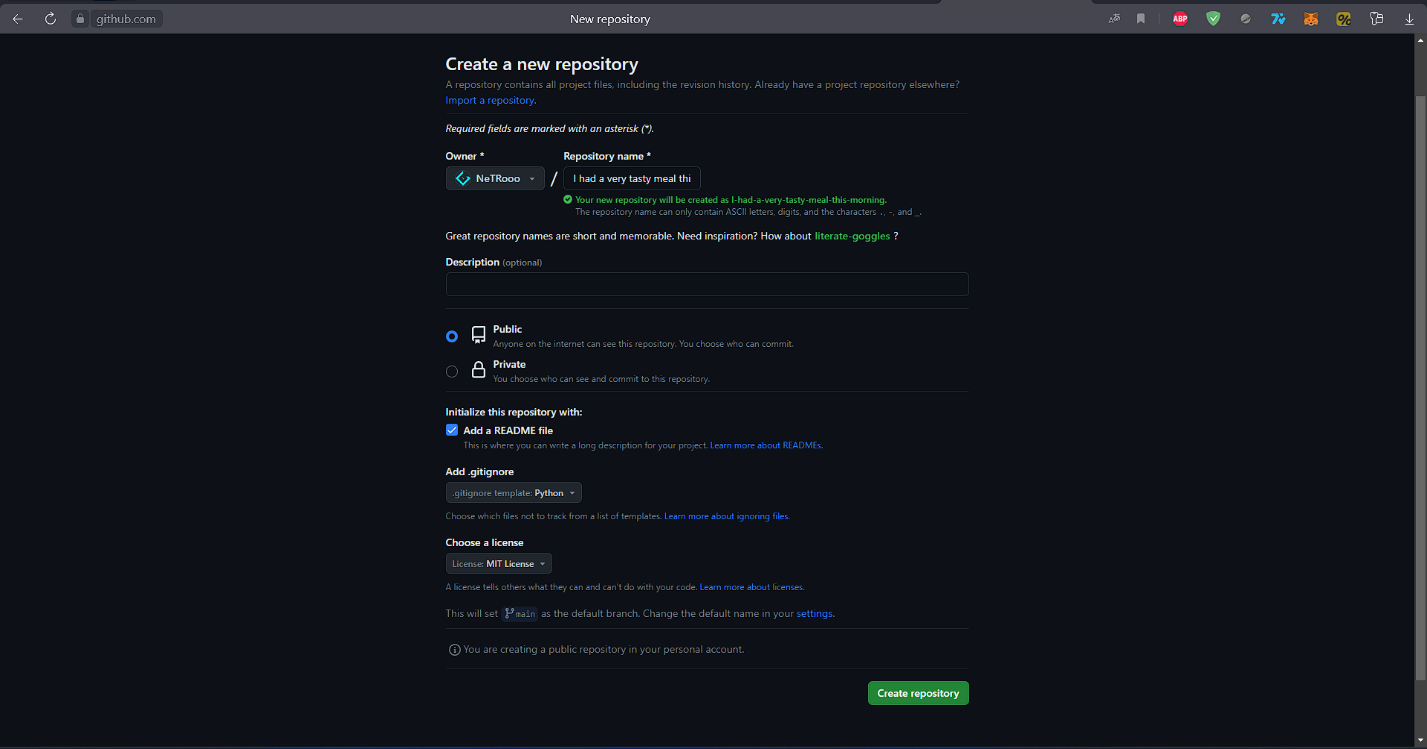 github.com
New repository
ABP
Create a new repository
A repository contains all project files, including the revision history. Already have a project repository elsewhere?
Import a repository.
Required fields are marked with an asterisk (*).
Owner * Repository name *
NeTRooo / I had a very tasty meal thi
Your new repository will be created as I-had-a-very-tasty-meal-this-morning.
The repository name can only contain ASCII letters, digits, and the characters ., -, and _.
Great repository names are short and memorable. Need inspiration? How about literate-goggles ?
Description (optional)
Public
Anyone on the internet can see this repository. You choose who can commit.
Private
You choose who can see and commit to this repository.
Initialize this repository with:
Add a README file
This is where you can write a long description for your project. Learn more about READMEs.
Add .gitignore
.gitignore template: Python
Choose which files not to track from a list of templates. Learn more about ignoring files.
Choose a license
License: MIT License
A license tells others what they can and can't do with your code. Learn more about licenses.
This will set main as the default branch. Change the default name in your settings.
You are creating a public repository in your personal account.
Create repository